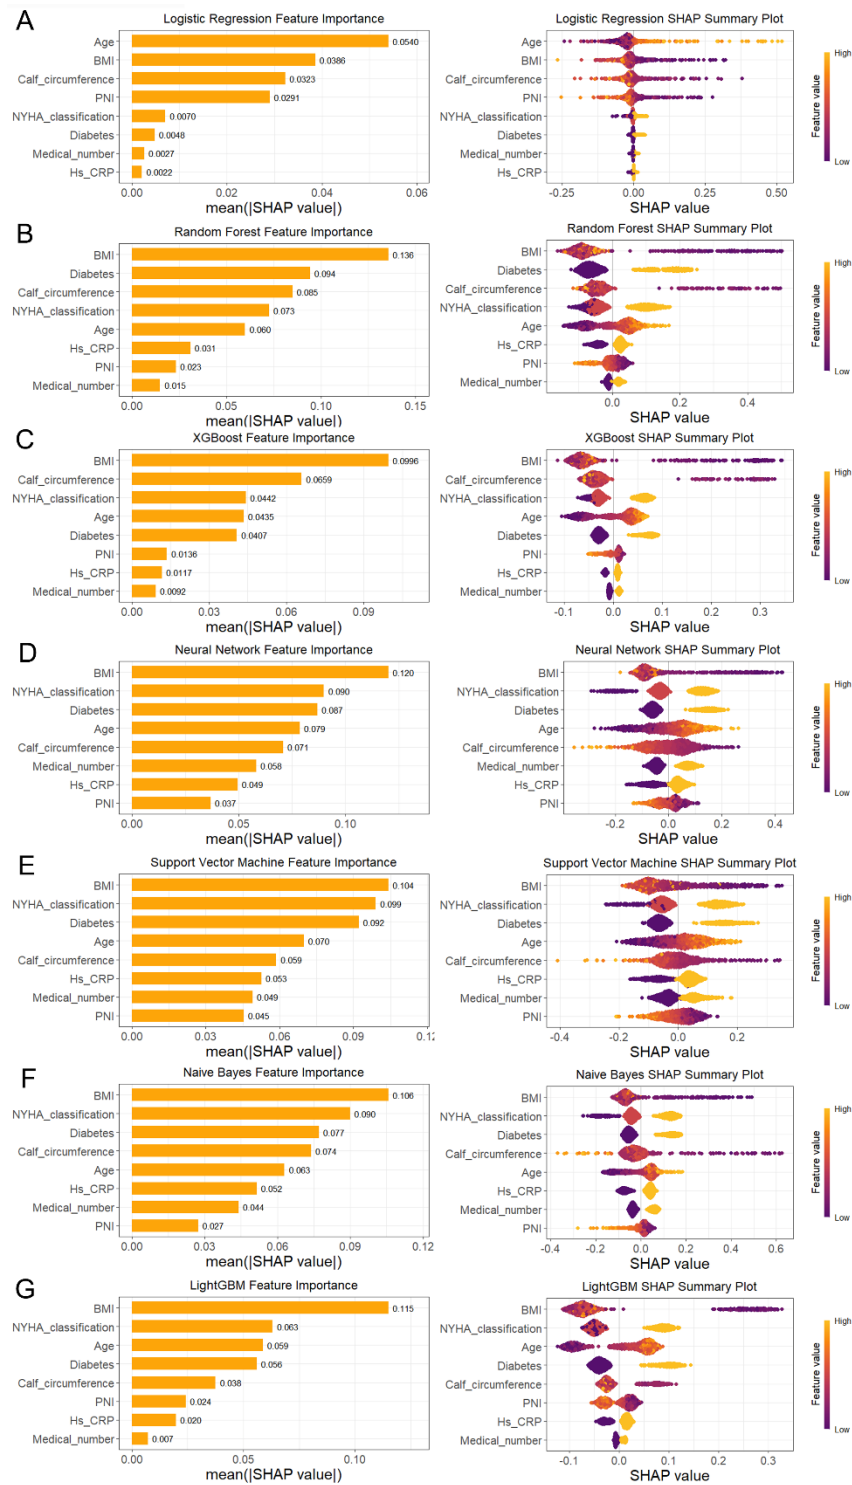 A
Logistic Regression Feature Importance
Age
0.0540
BMI
0.0386
Calf_circumference
0.0323
PNI
0.0291
NYHA_classification
0.0070
Diabetes
0.0048
Medical_number
0.0027
Hs_CRP
0.0022
0.00 0.02 0.04 0.06
mean(|SHAP value|)
Logistic Regression SHAP Summary Plot
Age
BMI
Calf_circumference
PNI
NYHA_classification
Diabetes
Medical_number
Hs_CRP
-0.25 0.00 0.25 0.50
SHAP value
High
Feature value
Low
B
Random Forest Feature Importance
BMI
0.136
Diabetes
0.094
Calf_circumference
0.085
NYHA_classification
0.073
Age
0.060
Hs_CRP
0.031
PNI
0.023
Medical_number
0.015
0.00 0.05 0.10 0.15
mean(|SHAP value|)
Random Forest SHAP Summary Plot
BMI
Diabetes
Calf_circumference
NYHA_classification
Age
Hs_CRP
PNI
Medical_number
0.0 0.2 0.4
SHAP value
High
Feature value
Low
C
XGBoost Feature Importance
BMI
0.0996
Calf_circumference
0.0659
NYHA_classification
0.0442
Age
0.0435
Diabetes
0.0407
PNI
0.0136
Hs_CRP
0.0117
Medical_number
0.0092
0.00 0.03 0.06 0.09
mean(|SHAP value|)
XGBoost SHAP Summary Plot
BMI
Calf_circumference
NYHA_classification
Age
Diabetes
PNI
Hs_CRP
Medical_number
-0.1 0.0 0.1 0.2 0.3
SHAP value
High
Feature value
Low
D
Neural Network Feature Importance
BMI
0.120
NYHA_classification
0.090
Diabetes
0.087
Age
0.079
Calf_circumference
0.071
Medical_number
0.058
Hs_CRP
0.049
PNI
0.037
0.00 0.05 0.10
mean(|SHAP value|)
Neural Network SHAP Summary Plot
BMI
NYHA_classification
Diabetes
Age
Calf_circumference
Medical_number
Hs_CRP
PNI
-0.2 0.0 0.2 0.4
SHAP value
High
Feature value
Low
E
Support Vector Machine Feature Importance
BMI
0.104
NYHA_classification
0.099
Diabetes
0.092
Age
0.070
Calf_circumference
0.059
Hs_CRP
0.053
Medical_number
0.049
PNI
0.045
0.00 0.03 0.06 0.09
mean(|SHAP value|)
Support Vector Machine SHAP Summary Plot
BMI
NYHA_classification
Diabetes
Age
Calf_circumference
Hs_CRP
Medical_number
PNI
-0.4 -0.2 0.0 0.2
SHAP value
High
Feature value
Low
F
Naive Bayes Feature Importance
BMI
0.106
NYHA_classification
0.090
Diabetes
0.077
Calf_circumference
0.074
Age
0.063
Hs_CRP
0.052
Medical_number
0.044
PNI
0.027
0.00 0.03 0.06 0.09 0.12
mean(|SHAP value|)
Naive Bayes SHAP Summary Plot
BMI
NYHA_classification
Diabetes
Calf_circumference
Age
Hs_CRP
Medical_number
PNI
-0.4 -0.2 0.0 0.2 0.4 0.6
SHAP value
High
Feature value
Low
G
LightGBM Feature Importance
BMI
0.115
NYHA_classification
0.063
Age
0.059
Diabetes
0.056
Calf_circumference
0.038
PNI
0.024
Hs_CRP
0.020
Medical_number
0.007
0.00 0.05 0.10
mean(|SHAP value|)
LightGBM SHAP Summary Plot
BMI
NYHA_classification
Age
Diabetes
Calf_circumference
PNI
Hs_CRP
Medical_number
-0.1 0.0 0.1 0.2 0.3
SHAP value
High
Feature value
Low